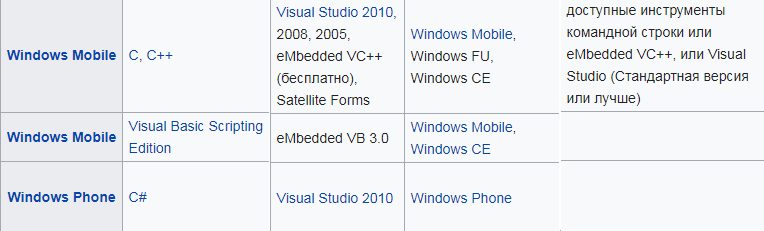 Windows Mobile
C, C++
Visual Studio 2010,
2008, 2005,
eMbedded VC++
(бесплатно),
Satellite Forms
Windows Mobile,
Windows FU,
Windows CE
доступные инструменты
командной строки или
eMbedded VC++, или Visual
Studio (Стандартная версия
или лучше)
Windows Mobile
Visual Basic Scripting
Edition
eMbedded VB 3.0
Windows Mobile,
Windows CE
Windows Phone
C#
Visual Studio 2010
Windows Phone